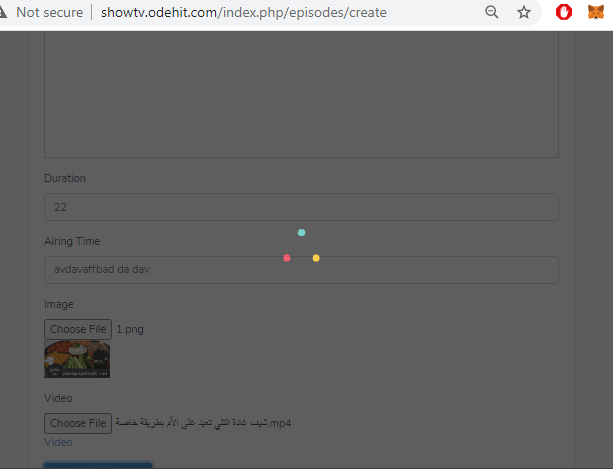 Not secure | showtv.odehit.com/index.php/episodes/create
Duration
22
Airing Time
avdavaffbad da dav
Image
Choose File 1.png
Video
Choose File شيف غادة التلي تعيد على الأم بطريقة خاصة.mp4
Video